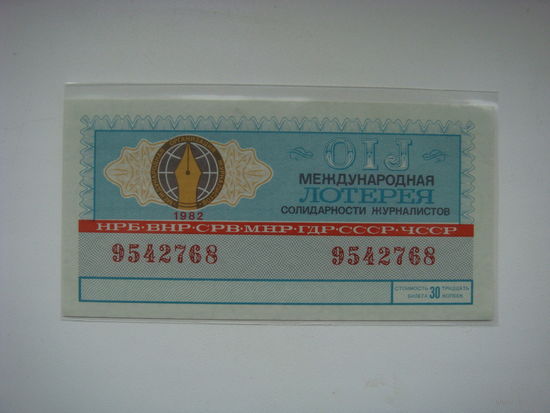 OIJ
МЕЖДУНАРОДНАЯ
ЛОТЕРЕЯ
СОЛИДАРНОСТИ ЖУРНАЛИСТОВ
1982
НРБ·ВНР·СРВ·МНР·ГДР·СССР·ЧССР
9542768 9542768
СТОИМОСТЬ БИЛЕТА 30 ТРИДЦАТЬ КОПЕЕК